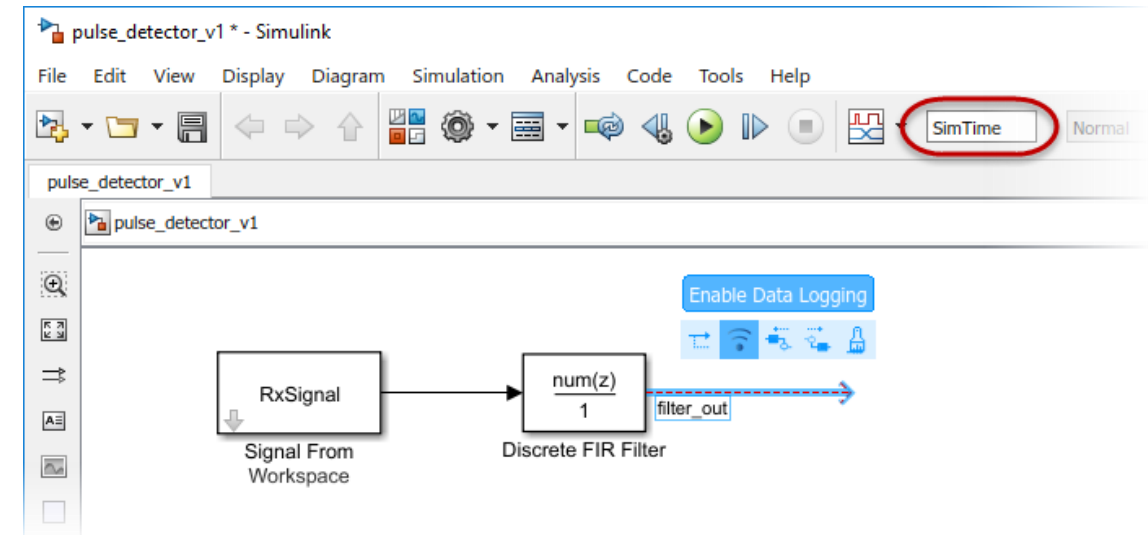 pulse_detector_v1 * - Simulink
File Edit View Display Diagram Simulation Analysis Code Tools Help
SimTime Normal
pulse_detector_v1
pulse_detector_v1
Enable Data Logging
RxSignal
num(z)
1
filter_out
Signal From
Workspace
Discrete FIR Filter
A